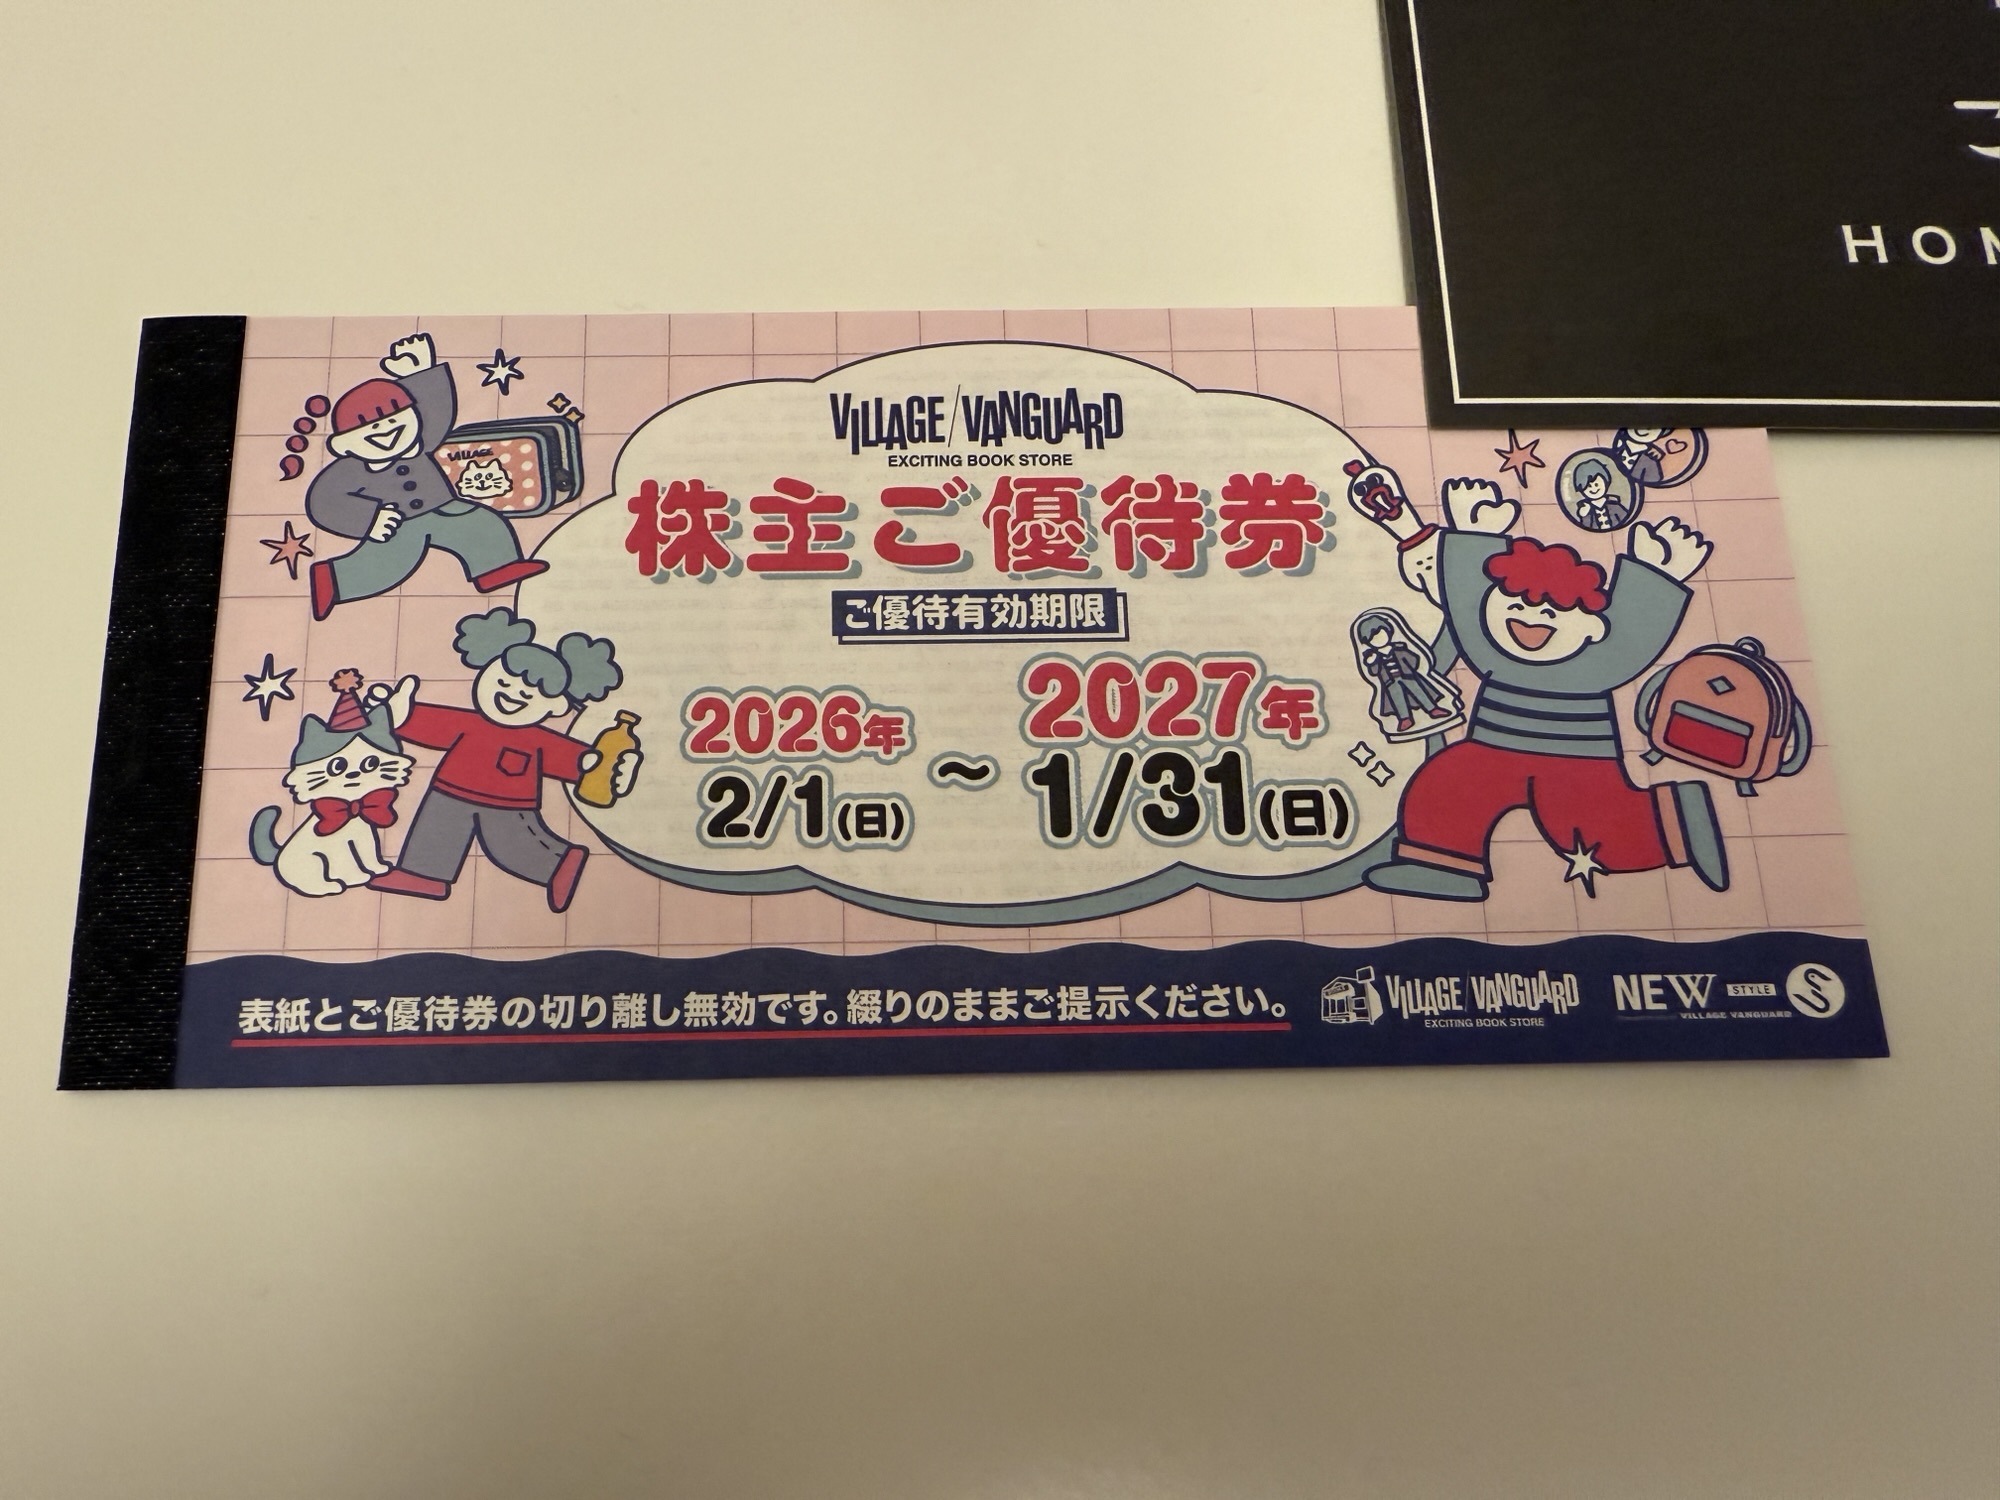 HOM
VILLAGE/VANGUARD
EXCITING BOOK STORE
株主ご優待券
ご優待有効期限
2026年
2/1(日)
～
2027年
1/31(日)
VILLAGE
表紙とご優待券の切り離し無効です。綴りのままご提示ください。
VILLAGE/VANGUARD
EXCITING BOOK STORE
NEW STYLE
VILLAGE VANGUARD